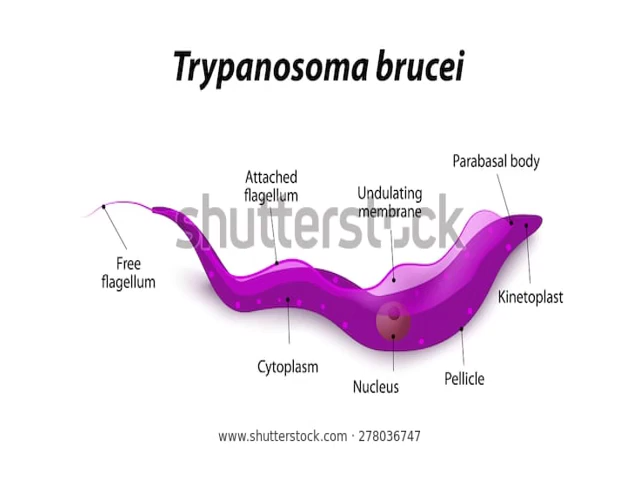 Trypanosoma brucei
Parabasal body
Attached
flagellum
Undulating
membrane
shutterstock
Free
flagellum
Kinetoplast
Cytoplasm
Nucleus
Pellicle
www.shutterstock.com · 278036747